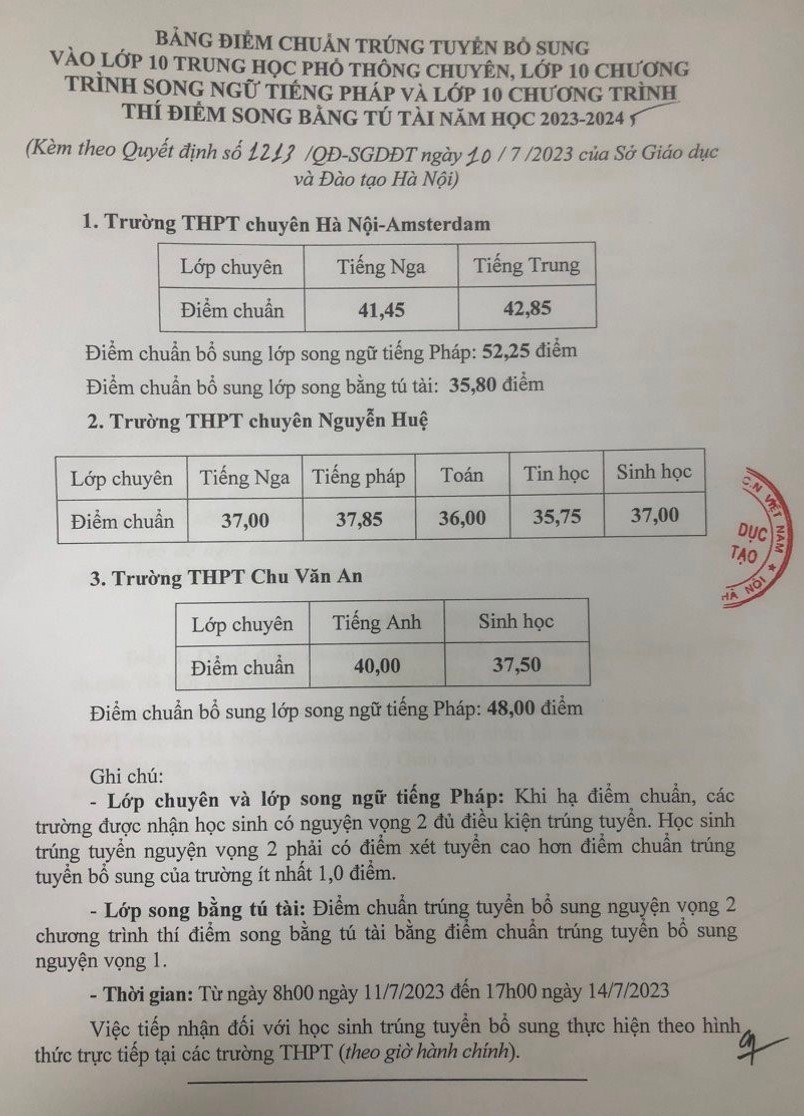 BẢNG ĐIỂM CHUẨN TRÚNG TUYỂN BỔ SUNG
VÀO LỚP 10 TRUNG HỌC PHỔ THÔNG CHUYÊN, LỚP 10 CHƯƠNG
TRÌNH SONG NGỮ TIẾNG PHÁP VÀ LỚP 10 CHƯƠNG TRÌNH
THÍ ĐIỂM SONG BẰNG TÚ TÀI NĂM HỌC 2023-2024
(Kèm theo Quyết định số 1213 /QĐ-SGDĐT ngày 10 / 7 /2023 của Sở Giáo dục
và Đào tạo Hà Nội)
1. Trường THPT chuyên Hà Nội-Amsterdam
Lớp chuyên Tiếng Nga Tiếng Trung
Điểm chuẩn 41,45 42,85
Điểm chuẩn bổ sung lớp song ngữ tiếng Pháp: 52,25 điểm
Điểm chuẩn bổ sung lớp song bằng tú tài: 35,80 điểm
2. Trường THPT chuyên Nguyễn Huệ
Lớp chuyên Tiếng Nga Tiếng pháp Toán Tin học Sinh học
Điểm chuẩn 37,00 37,85 36,00 35,75 37,00
C.N VIỆT NAM
DỤC
TẠO
HÀ NỘI
3. Trường THPT Chu Văn An
Lớp chuyên Tiếng Anh Sinh học
Điểm chuẩn 40,00 37,50
Điểm chuẩn bổ sung lớp song ngữ tiếng Pháp: 48,00 điểm
Ghi chú:
- Lớp chuyên và lớp song ngữ tiếng Pháp: Khi hạ điểm chuẩn, các
trường được nhận học sinh có nguyện vọng 2 đủ điều kiện trúng tuyển. Học sinh
trúng tuyển nguyện vọng 2 phải có điểm xét tuyển cao hơn điểm chuẩn trúng
tuyển bổ sung của trường ít nhất 1,0 điểm.
- Lớp song bằng tú tài: Điểm chuẩn trúng tuyển bổ sung nguyện vọng 2
chương trình thí điểm song bằng tú tài bằng điểm chuẩn trúng tuyển bổ sung
nguyện vọng 1.
- Thời gian: Từ ngày 8h00 ngày 11/7/2023 đến 17h00 ngày 14/7/2023
Việc tiếp nhận đối với học sinh trúng tuyển bổ sung thực hiện theo hình
thức trực tiếp tại các trường THPT (theo giờ hành chính).